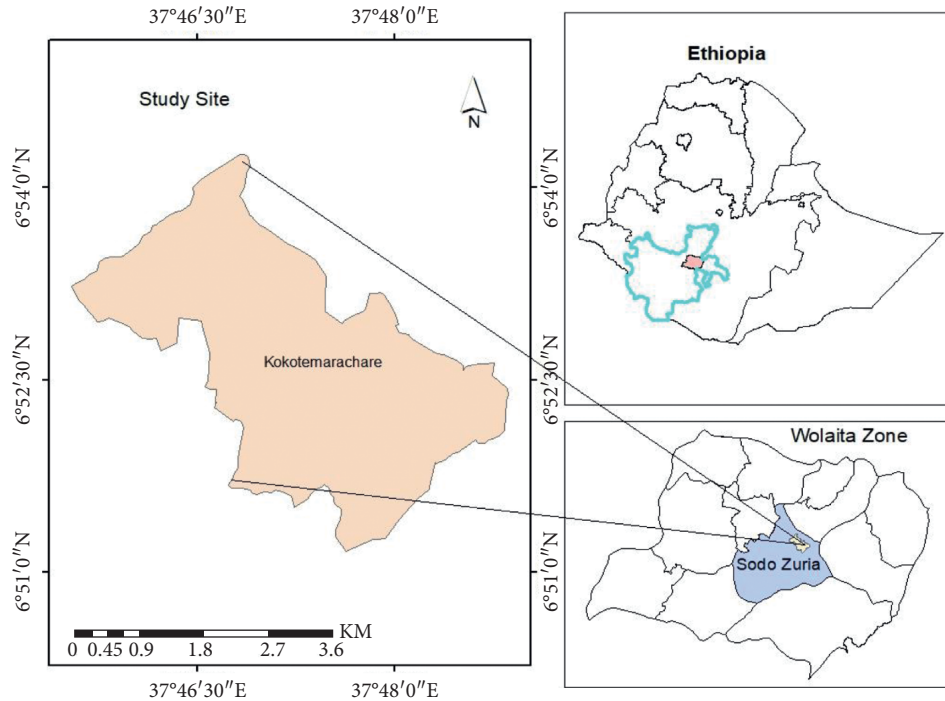 37°46′30″E 37°48′0″E
Study Site
N
6°54′0″N
6°52′30″N
6°51′0″N
Kokotemarachare
6°54′0″N
6°52′30″N
6°51′0″N
KM
0 0.45 0.9 1.8 2.7 3.6
37°46′30″E 37°48′0″E
Ethiopia
Wolaita Zone
Sodo Zuria